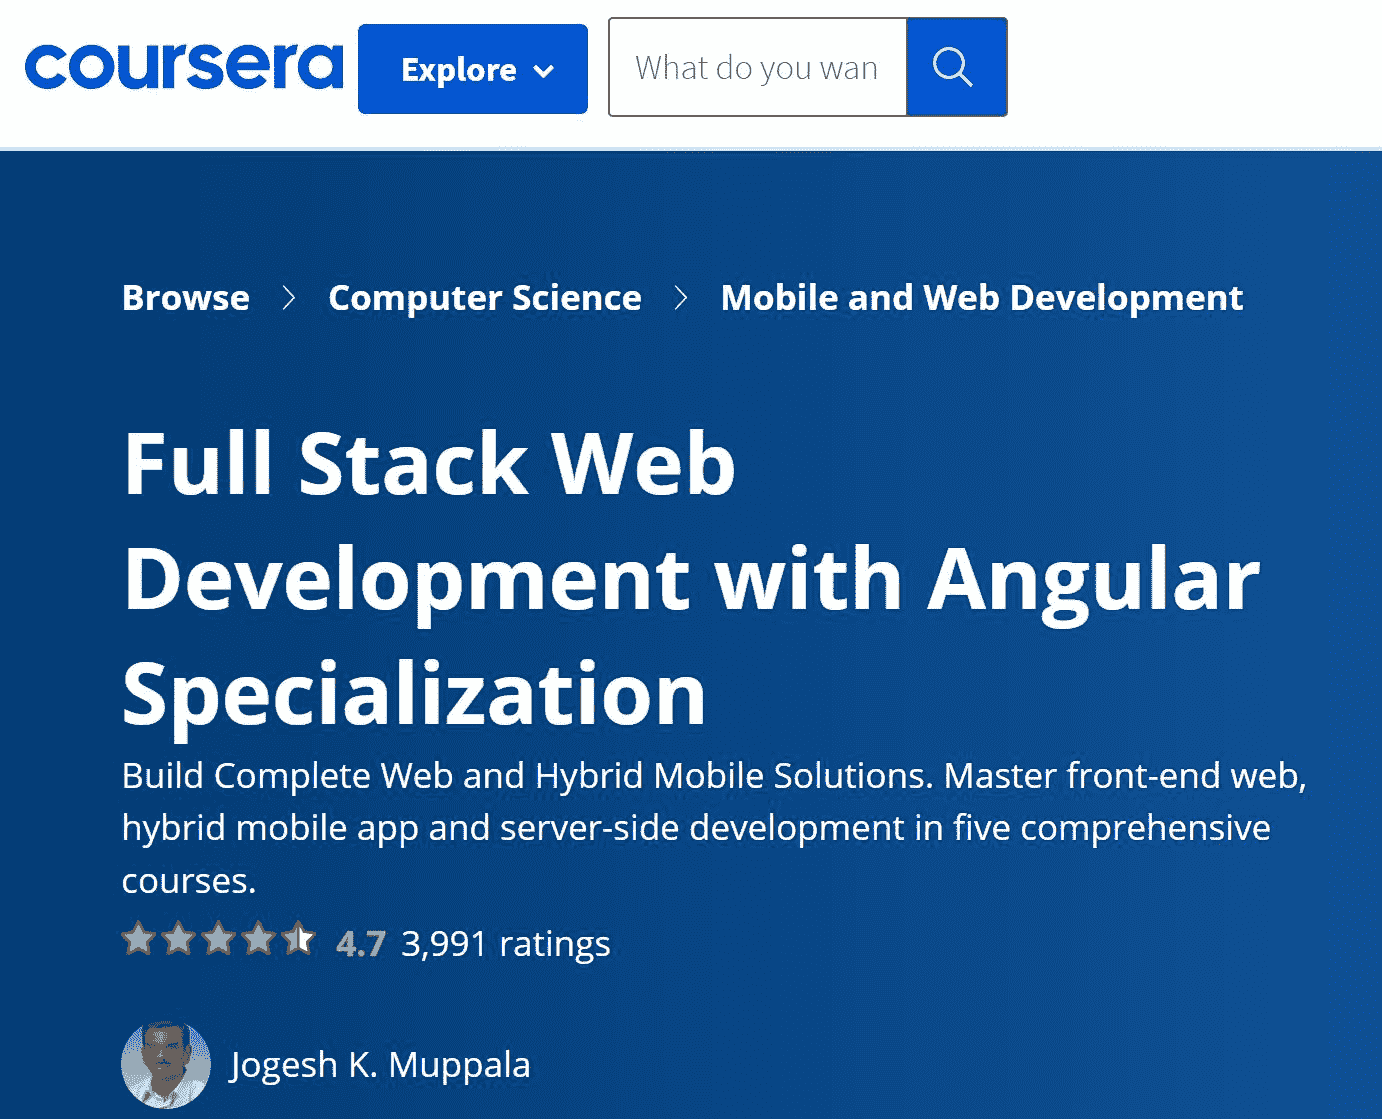 coursera Explore What do you wan
Browse Computer Science Mobile and Web Development
Full Stack Web
Development with Angular
Specialization
Build Complete Web and Hybrid Mobile Solutions. Master front-end web,
hybrid mobile app and server-side development in five comprehensive
courses.
4.7 3,991 ratings
Jogesh K. Muppala